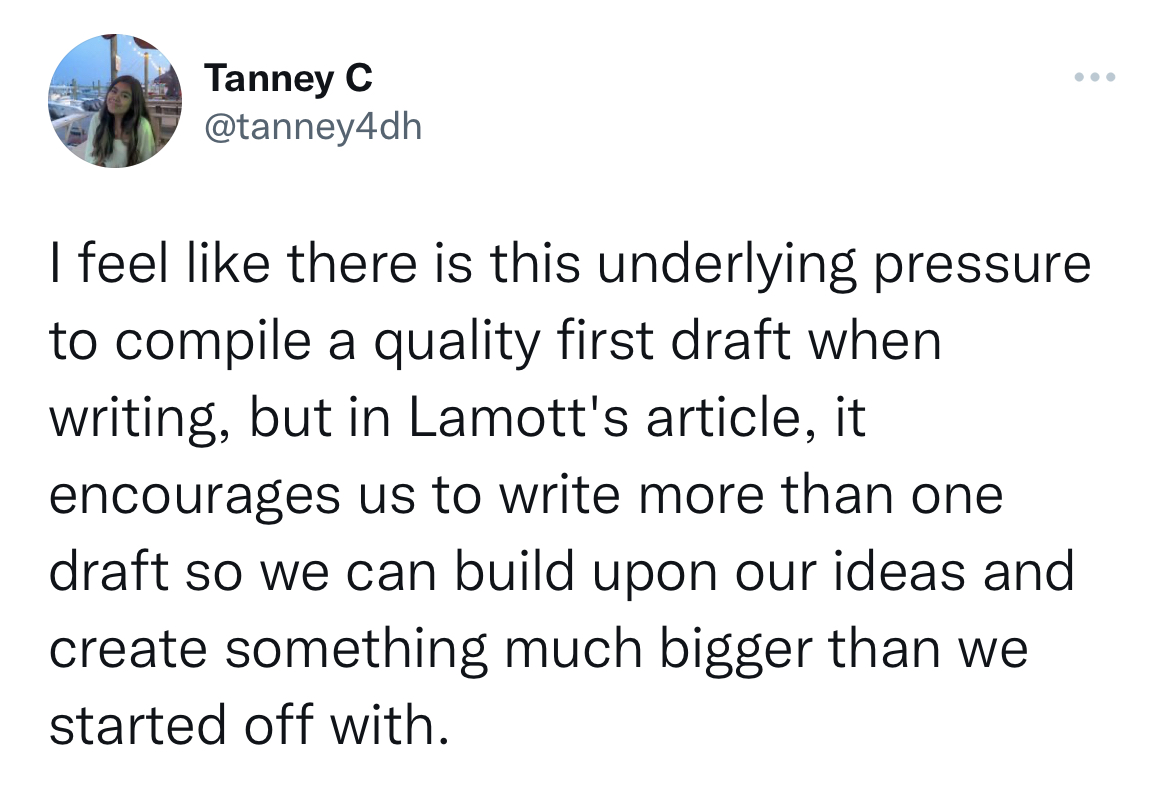 Tanney C
@tanney4dh
I feel like there is this underlying pressure
to compile a quality first draft when
writing, but in Lamott's article, it
encourages us to write more than one
draft so we can build upon our ideas and
create something much bigger than we
started off with.